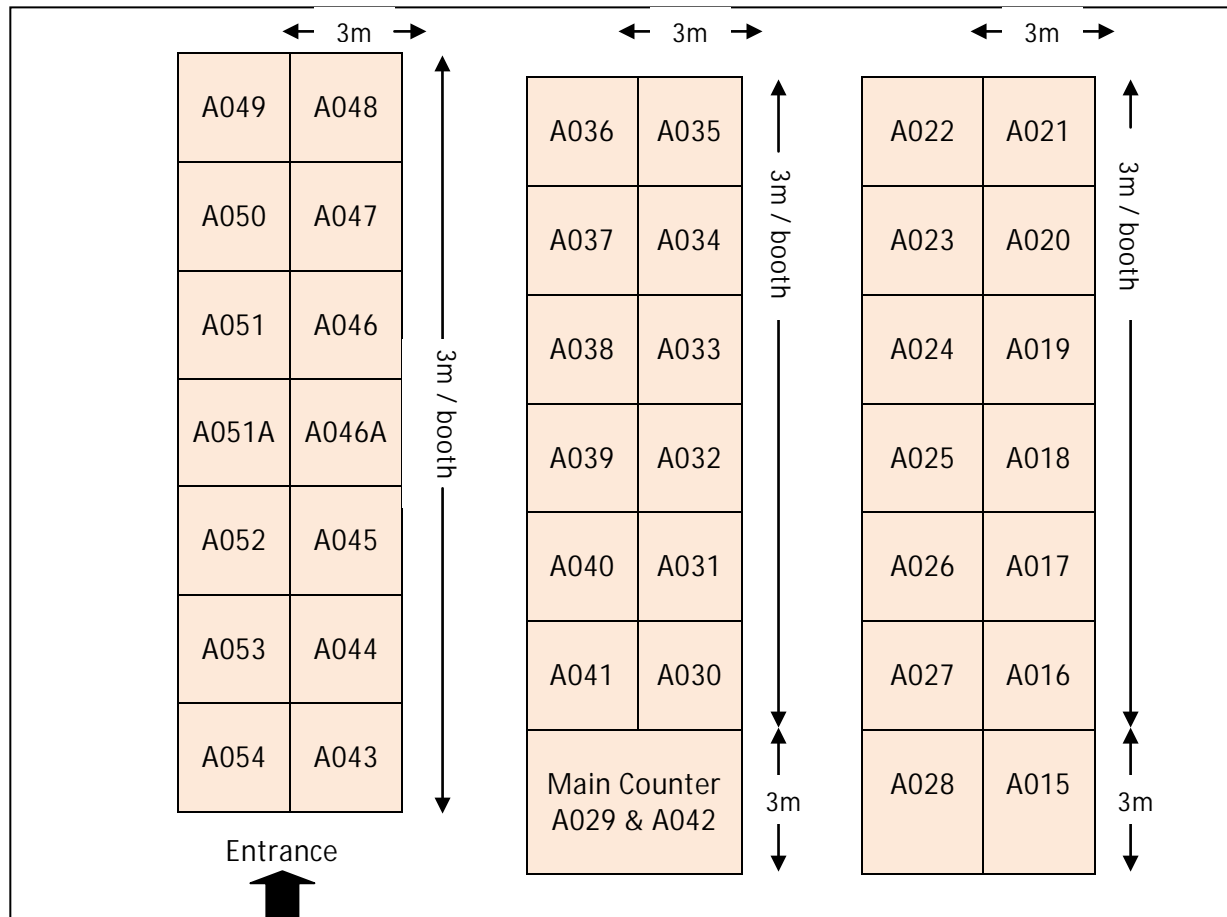 3m
3m
3m
A049 A048
A050 A047
A051 A046
A051A A046A
A052 A045
A053 A044
A054 A043
3m / booth
A036 A035
A037 A034
A038 A033
A039 A032
A040 A031
A041 A030
Main Counter
A029 & A042
3m / booth
3m
A022 A021
A023 A020
A024 A019
A025 A018
A026 A017
A027 A016
A028 A015
3m / booth
3m
Entrance